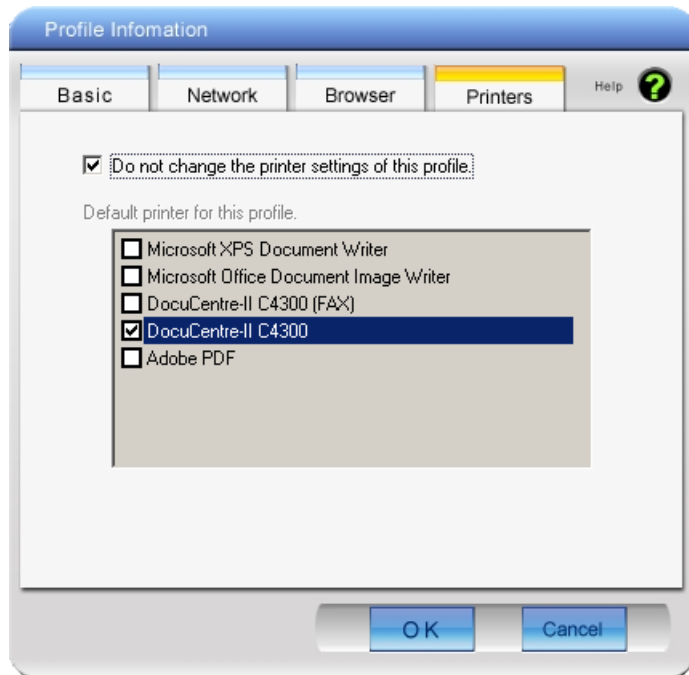 Profile Infomation
Basic Network Browser Printers Help ?
Do not change the printer settings of this profile.
Default printer for this profile.
Microsoft XPS Document Writer
Microsoft Office Document Image Writer
DocuCentre-II C4300 (FAX)
DocuCentre-II C4300
Adobe PDF
OK Cancel